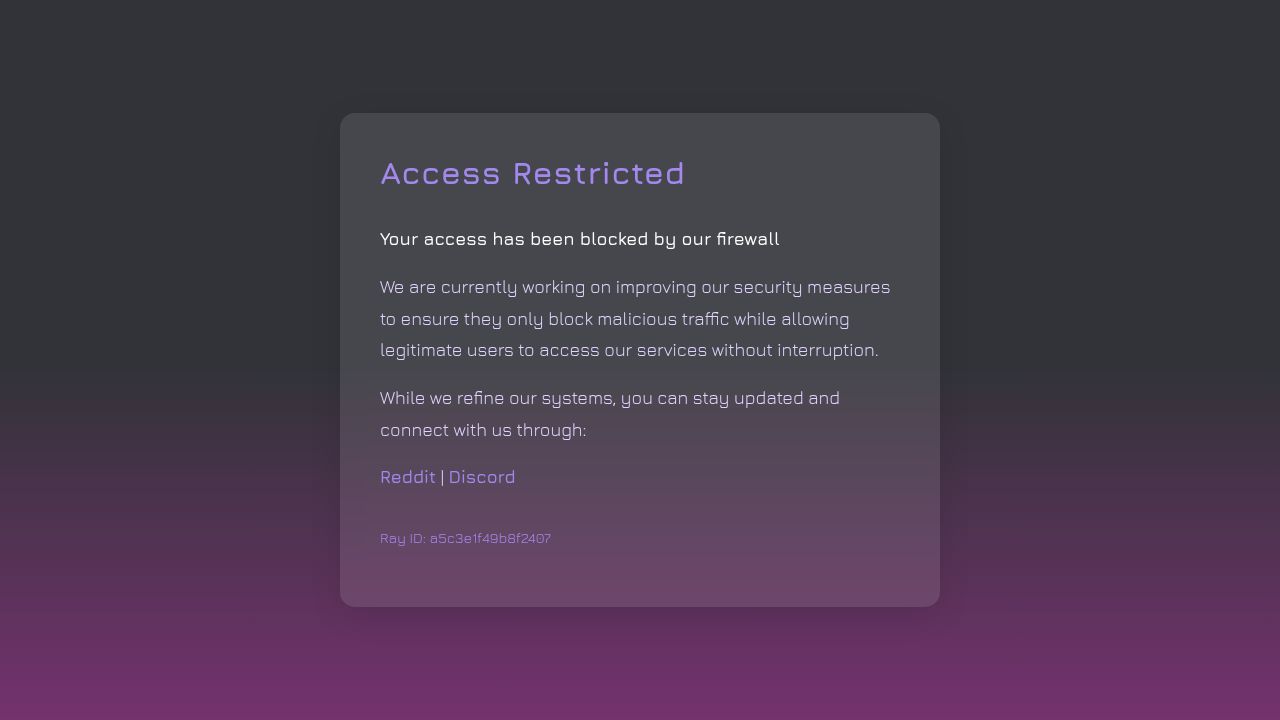 Access Restricted
Your access has been blocked by our firewall
We are currently working on improving our security measures
to ensure they only block malicious traffic while allowing
legitimate users to access our services without interruption.
While we refine our systems, you can stay updated and
connect with us through:
Reddit | Discord
Ray ID: a5c3e1f49b8f2407